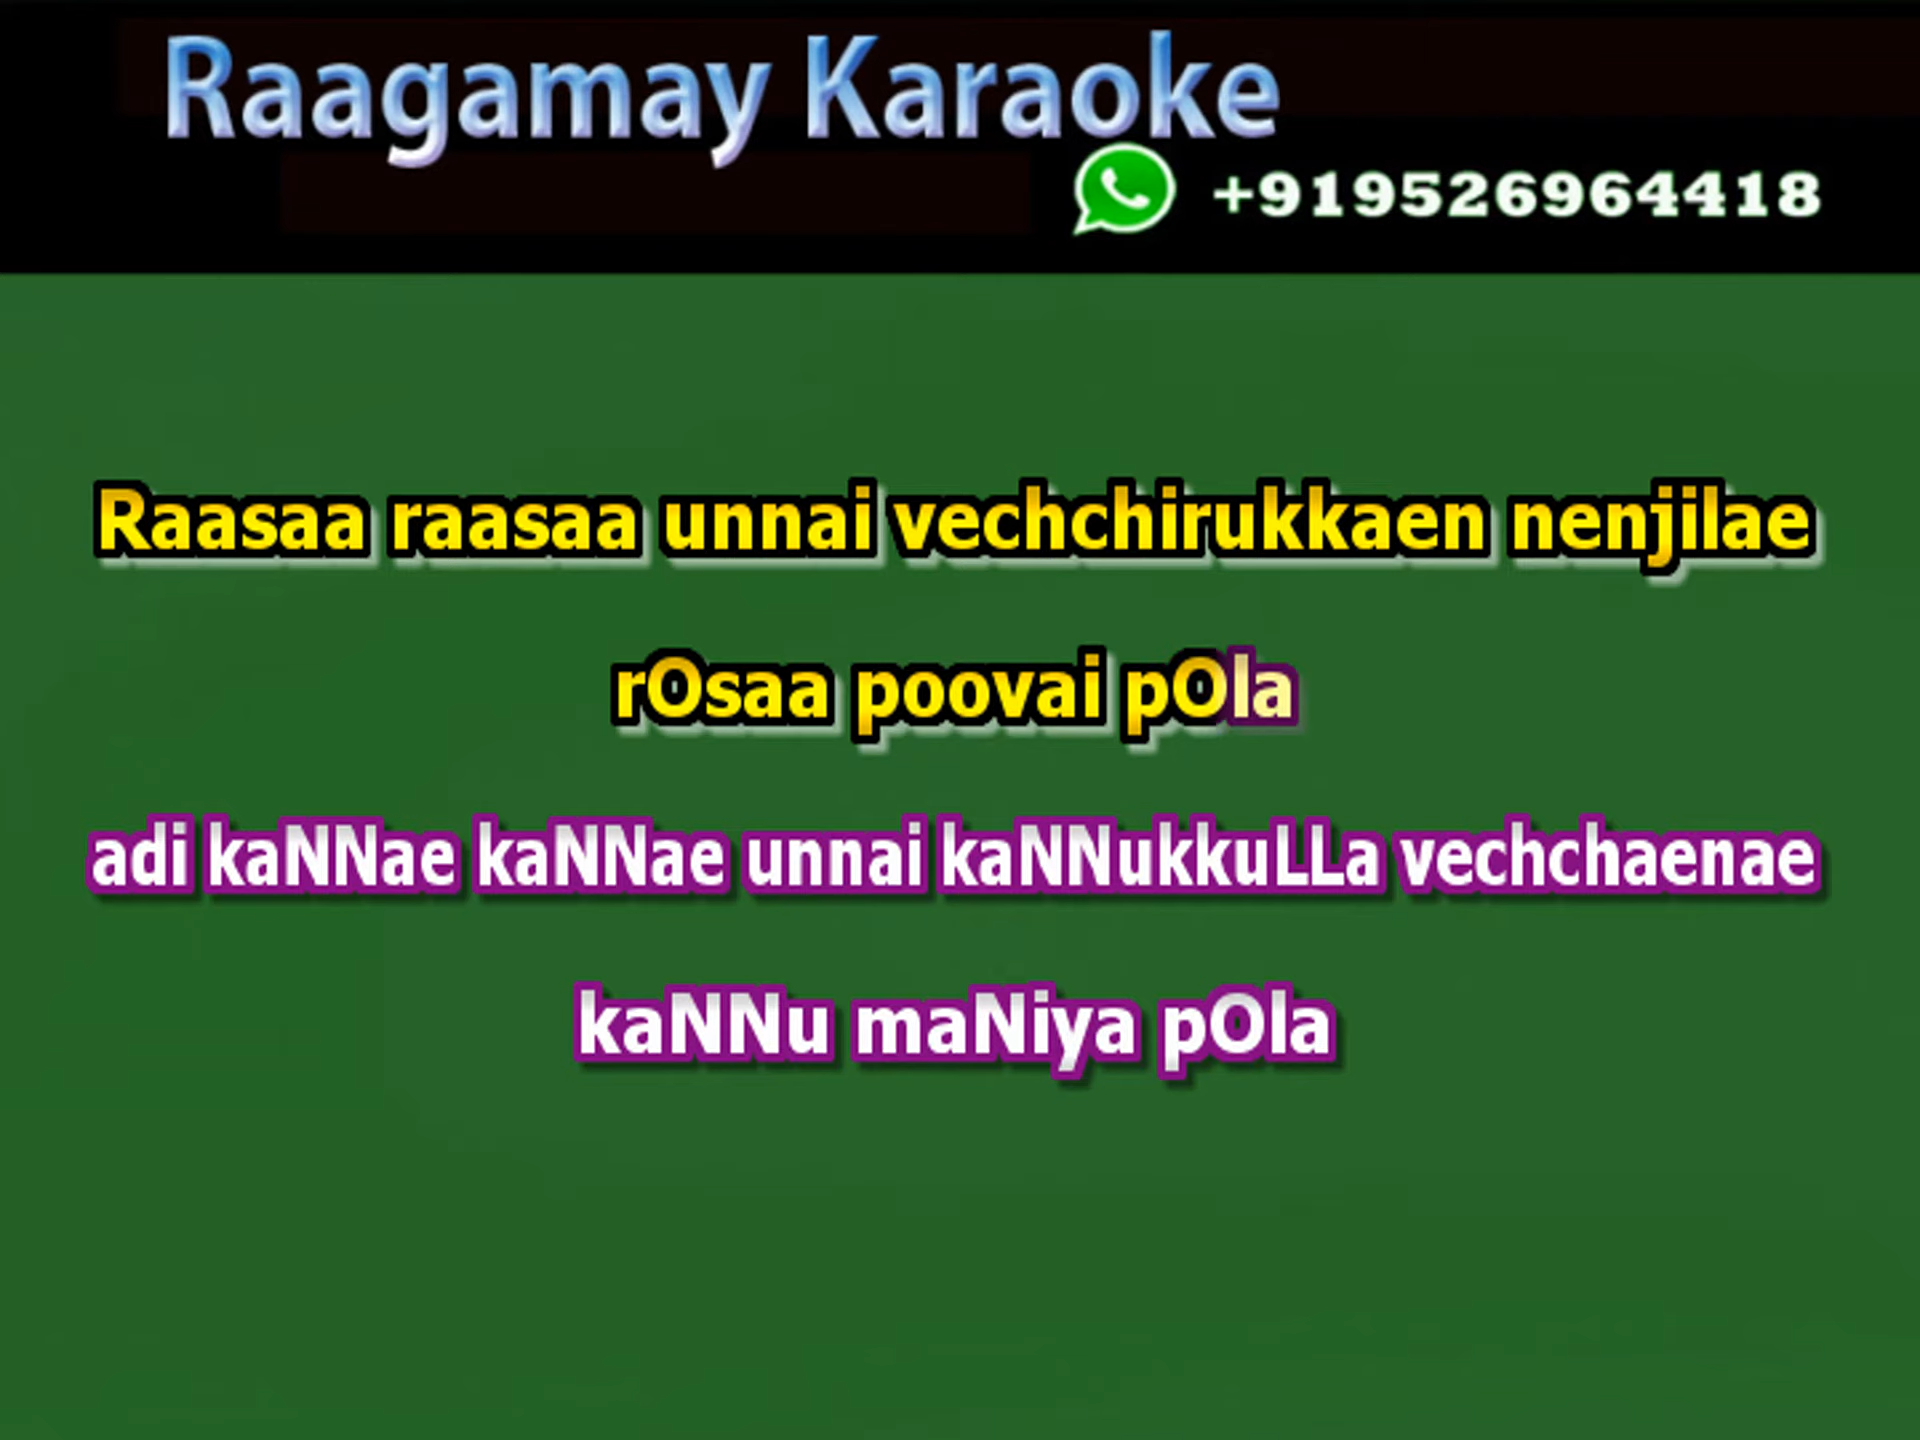 Raagamay Karaoke
+919526964418
Raasaa raasaa unnai vechchirukkaen nenjilae
rOsaa poovai pOla
adi kaNNae kaNNae unnai kaNNukkuLLa vechchaenae
kaNNu maNiya pOla